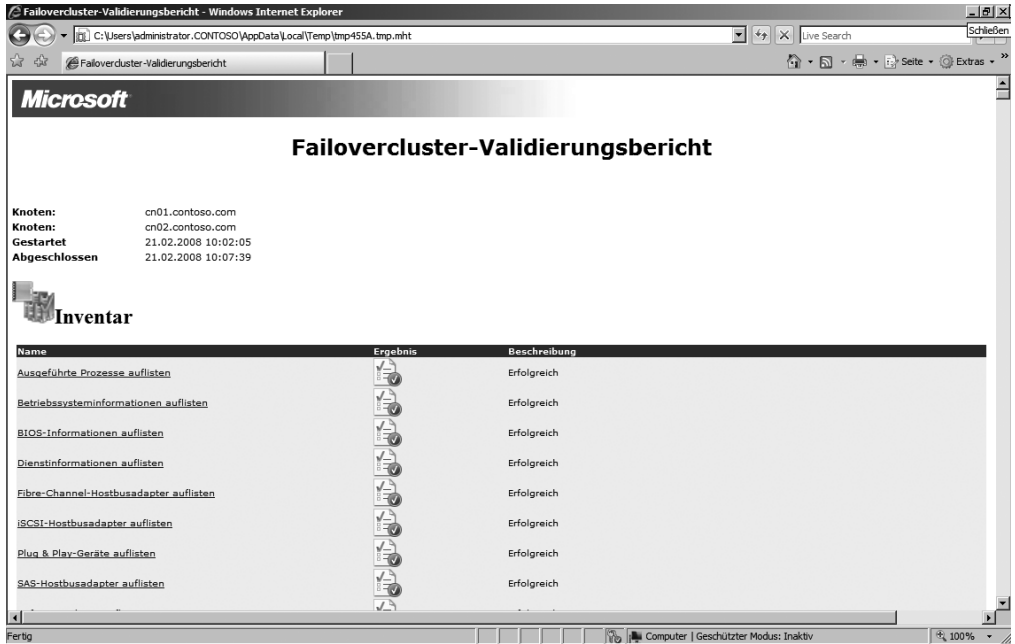 Failovercluster-Validierungsbericht - Windows Internet Explorer
C:\Users\administrator.CONTOSO\AppData\Local\Temp\tmp455A.tmp.mht
Live Search
Schließen
Failovercluster-Validierungsbericht
Seite
Extras
Microsoft
Failovercluster-Validierungsbericht
Knoten: cn01.contoso.com
Knoten: cn02.contoso.com
Gestartet 21.02.2008 10:02:05
Abgeschlossen 21.02.2008 10:07:39
Inventar
Name Ergebnis Beschreibung
Ausgeführte Prozesse auflisten Erfolgreich
Betriebssysteminformationen auflisten Erfolgreich
BIOS-Informationen auflisten Erfolgreich
Dienstinformationen auflisten Erfolgreich
Fibre-Channel-Hostbusadapter auflisten Erfolgreich
iSCSI-Hostbusadapter auflisten Erfolgreich
Plug & Play-Geräte auflisten Erfolgreich
SAS-Hostbusadapter auflisten Erfolgreich
Fertig
Computer | Geschützter Modus: Inaktiv
100%